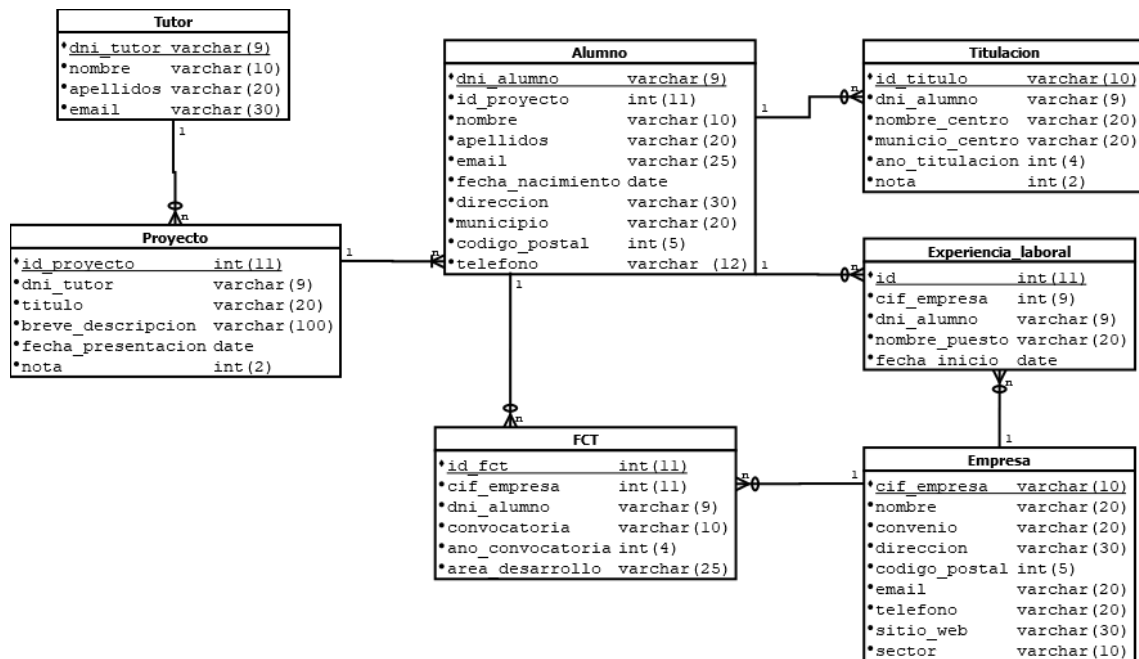 Tutor
dni_tutor varchar(9)
nombre varchar(10)
apellidos varchar(20)
email varchar(30)
1
n
Proyecto
id_proyecto int(11)
dni_tutor varchar(9)
titulo varchar(20)
breve_descripcion varchar(100)
fecha_presentacion date
nota int(2)
1
n
Alumno
dni_alumno varchar(9)
id_proyecto int(11)
nombre varchar(10)
apellidos varchar(20)
email varchar(25)
fecha_nacimiento date
direccion varchar(30)
municipio varchar(20)
codigo_postal int(5)
telefono varchar (12)
1
n
1
n
1
n
Titulacion
id_titulo varchar(10)
dni_alumno varchar(9)
nombre_centro varchar(20)
municio_centro varchar(20)
ano_titulacion int(4)
nota int(2)
Experiencia_laboral
id int(11)
cif_empresa int(9)
dni_alumno varchar(9)
nombre_puesto varchar(20)
fecha_inicio date
n
1
FCT
id_fct int(11)
cif_empresa int(11)
dni_alumno varchar(9)
convocatoria varchar(10)
ano_convocatoria int(4)
area_desarrollo varchar(25)
n
1
Empresa
cif_empresa varchar(10)
nombre varchar(20)
convenio varchar(20)
direccion varchar(30)
codigo_postal int(5)
email varchar(20)
telefono varchar(20)
sitio_web varchar(30)
sector varchar(10)